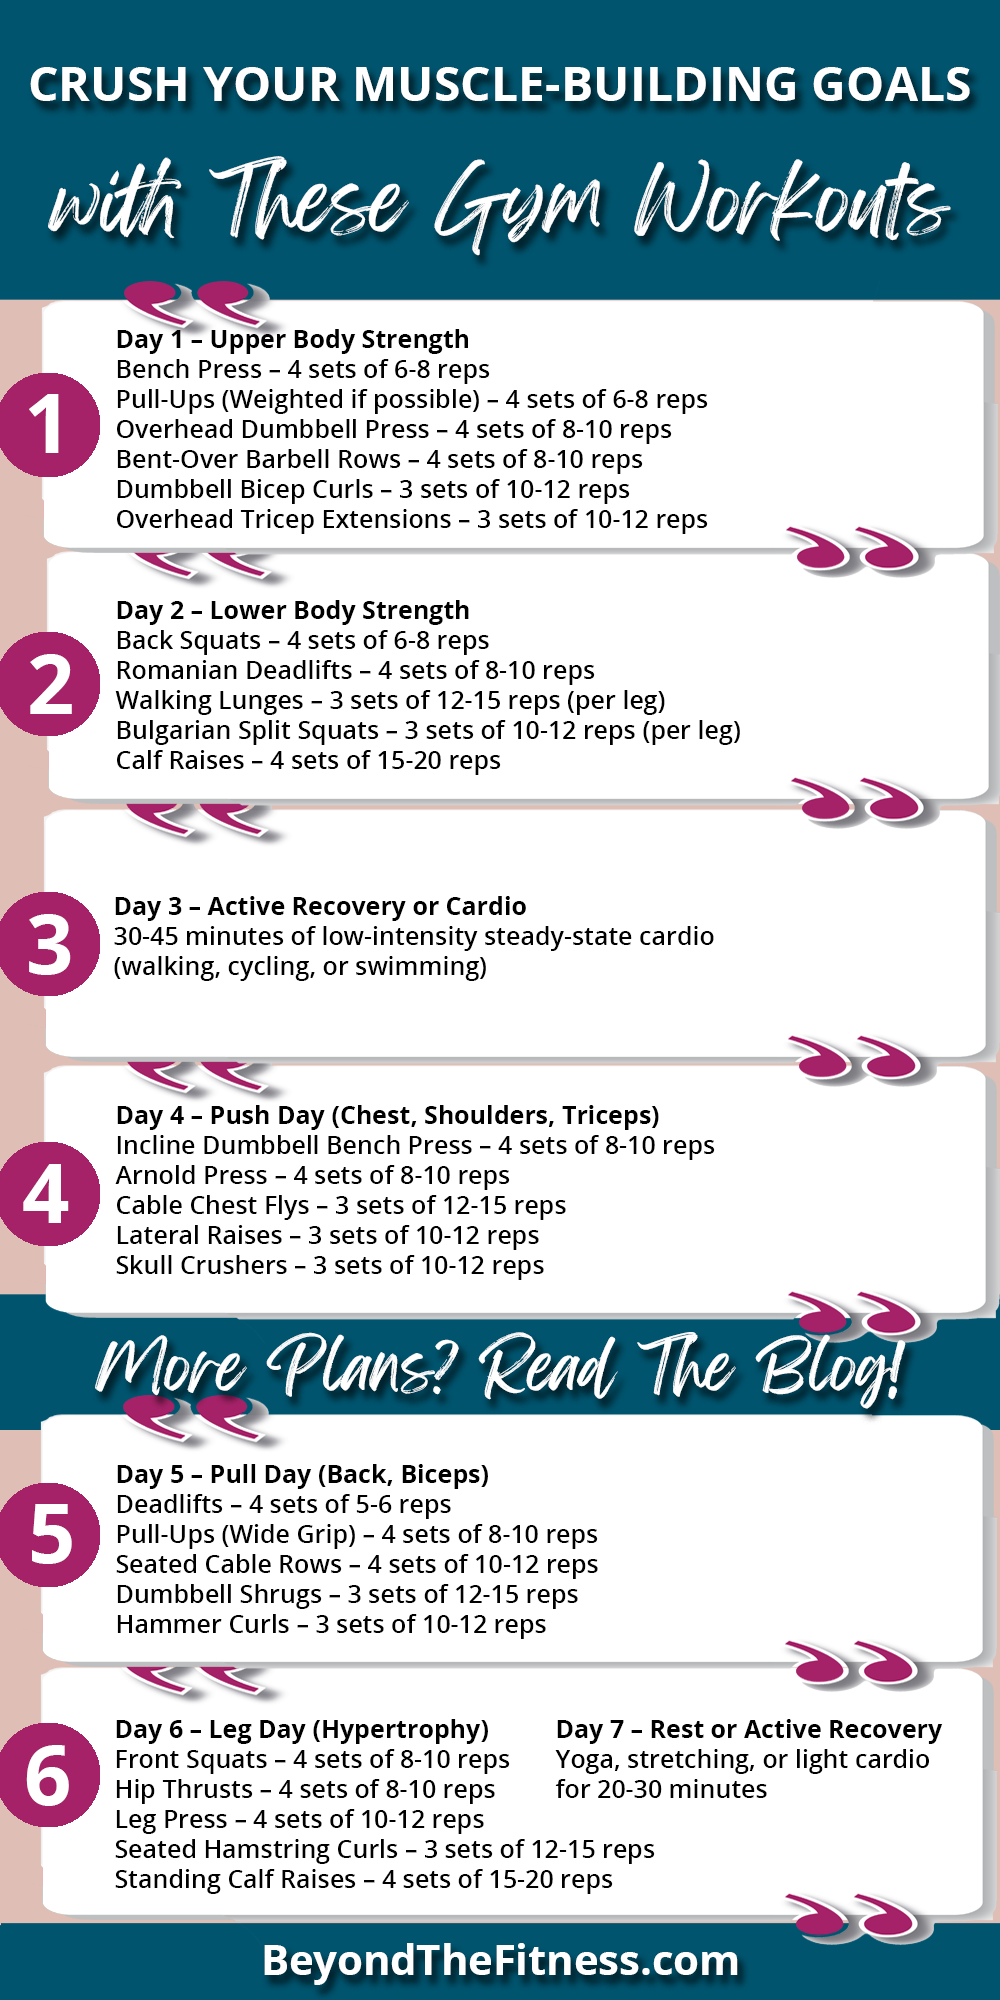 CRUSH YOUR MUSCLE-BUILDING GOALS
with These Gym Workouts
1
Day 1 – Upper Body Strength
Bench Press – 4 sets of 6-8 reps
Pull-Ups (Weighted if possible) – 4 sets of 6-8 reps
Overhead Dumbbell Press – 4 sets of 8-10 reps
Bent-Over Barbell Rows – 4 sets of 8-10 reps
Dumbbell Bicep Curls – 3 sets of 10-12 reps
Overhead Tricep Extensions – 3 sets of 10-12 reps
2
Day 2 – Lower Body Strength
Back Squats – 4 sets of 6-8 reps
Romanian Deadlifts – 4 sets of 8-10 reps
Walking Lunges – 3 sets of 12-15 reps (per leg)
Bulgarian Split Squats – 3 sets of 10-12 reps (per leg)
Calf Raises – 4 sets of 15-20 reps
3
Day 3 – Active Recovery or Cardio
30-45 minutes of low-intensity steady-state cardio
(walking, cycling, or swimming)
4
Day 4 – Push Day (Chest, Shoulders, Triceps)
Incline Dumbbell Bench Press – 4 sets of 8-10 reps
Arnold Press – 4 sets of 8-10 reps
Cable Chest Flys – 3 sets of 12-15 reps
Lateral Raises – 3 sets of 10-12 reps
Skull Crushers – 3 sets of 10-12 reps
More Plans? Read The Blog!
5
Day 5 – Pull Day (Back, Biceps)
Deadlifts – 4 sets of 5-6 reps
Pull-Ups (Wide Grip) – 4 sets of 8-10 reps
Seated Cable Rows – 4 sets of 10-12 reps
Dumbbell Shrugs – 3 sets of 12-15 reps
Hammer Curls – 3 sets of 10-12 reps
6
Day 6 – Leg Day (Hypertrophy)
Front Squats – 4 sets of 8-10 reps
Hip Thrusts – 4 sets of 8-10 reps
Leg Press – 4 sets of 10-12 reps
Seated Hamstring Curls – 3 sets of 12-15 reps
Standing Calf Raises – 4 sets of 15-20 reps
Day 7 – Rest or Active Recovery
Yoga, stretching, or light cardio
for 20-30 minutes
BeyondTheFitness.com